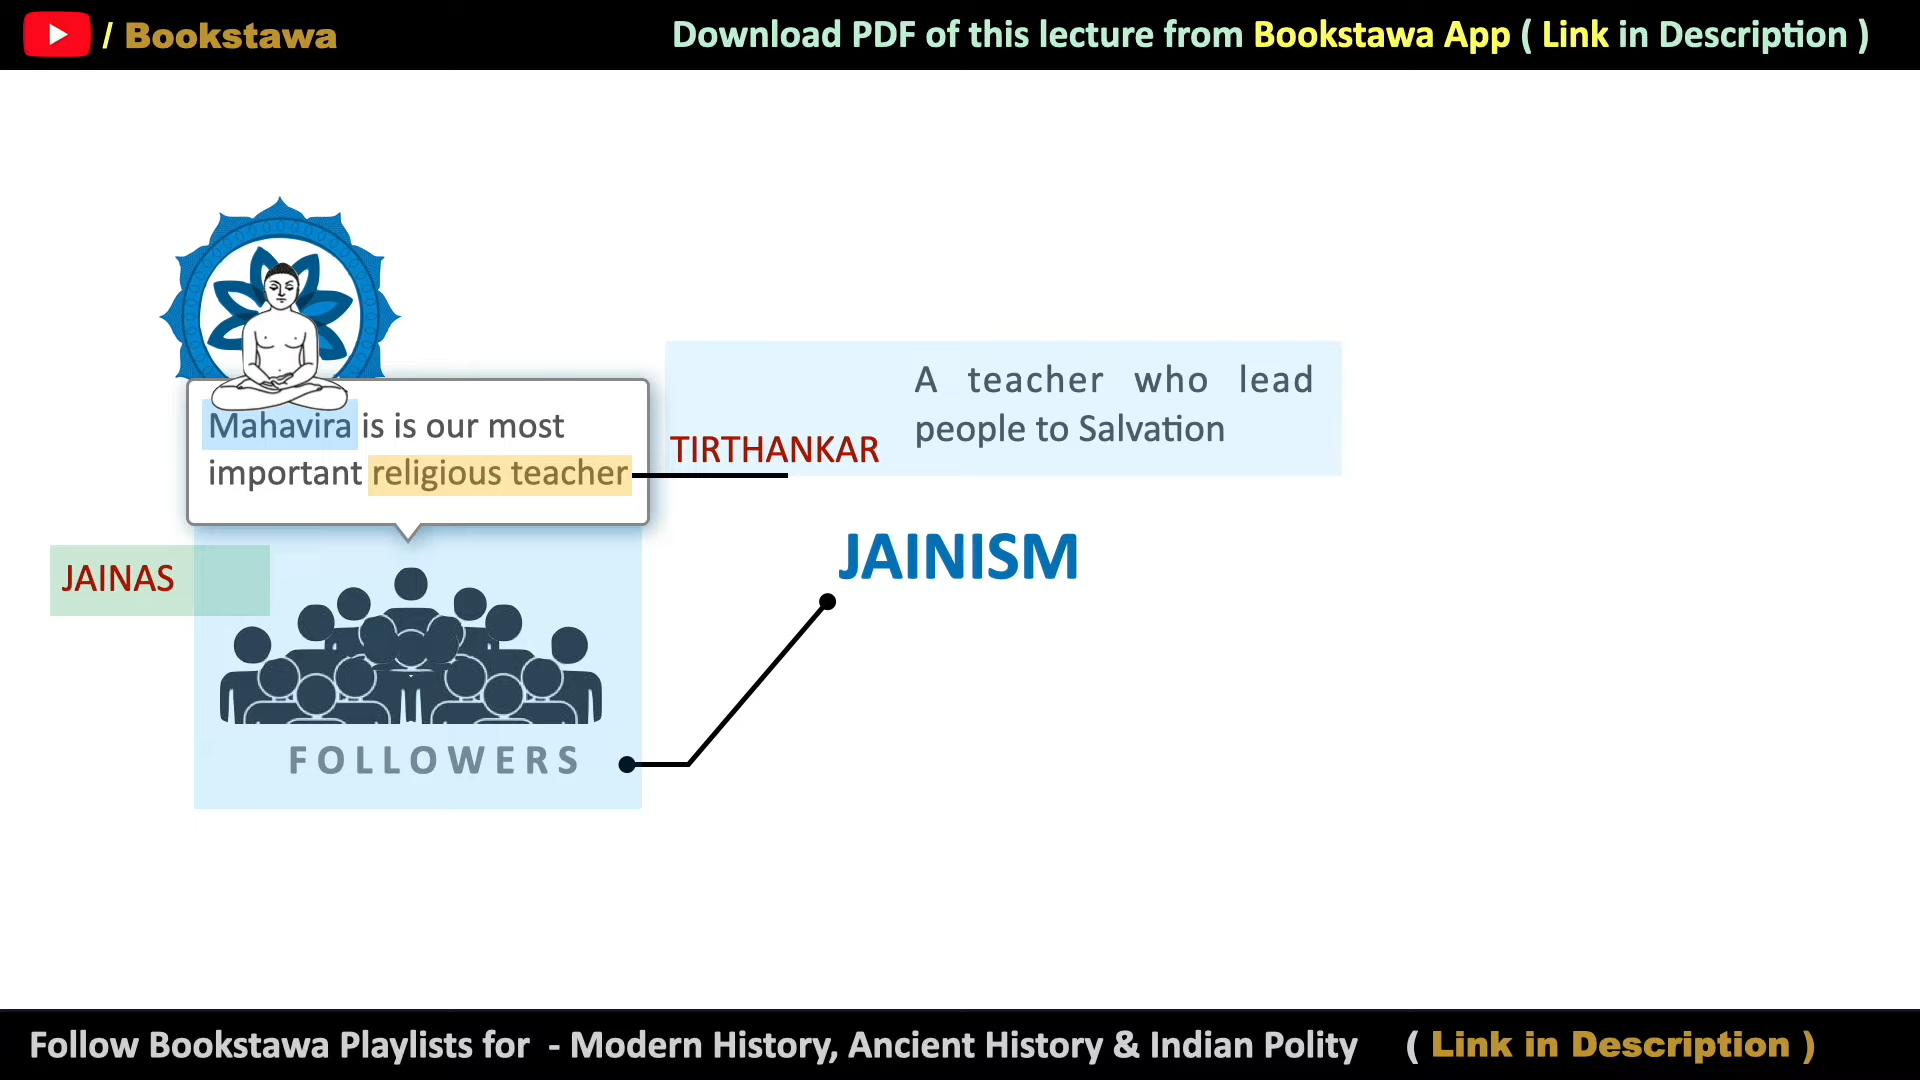 / Bookstawa
Download PDF of this lecture from Bookstawa App ( Link in Description )
Mahavira is is our most
important religious teacher
TIRTHANKAR
A teacher who lead
people to Salvation
JAINISM
JAINAS
FOLLOWERS
Follow Bookstawa Playlists for - Modern History, Ancient History & Indian Polity ( Link in Description )